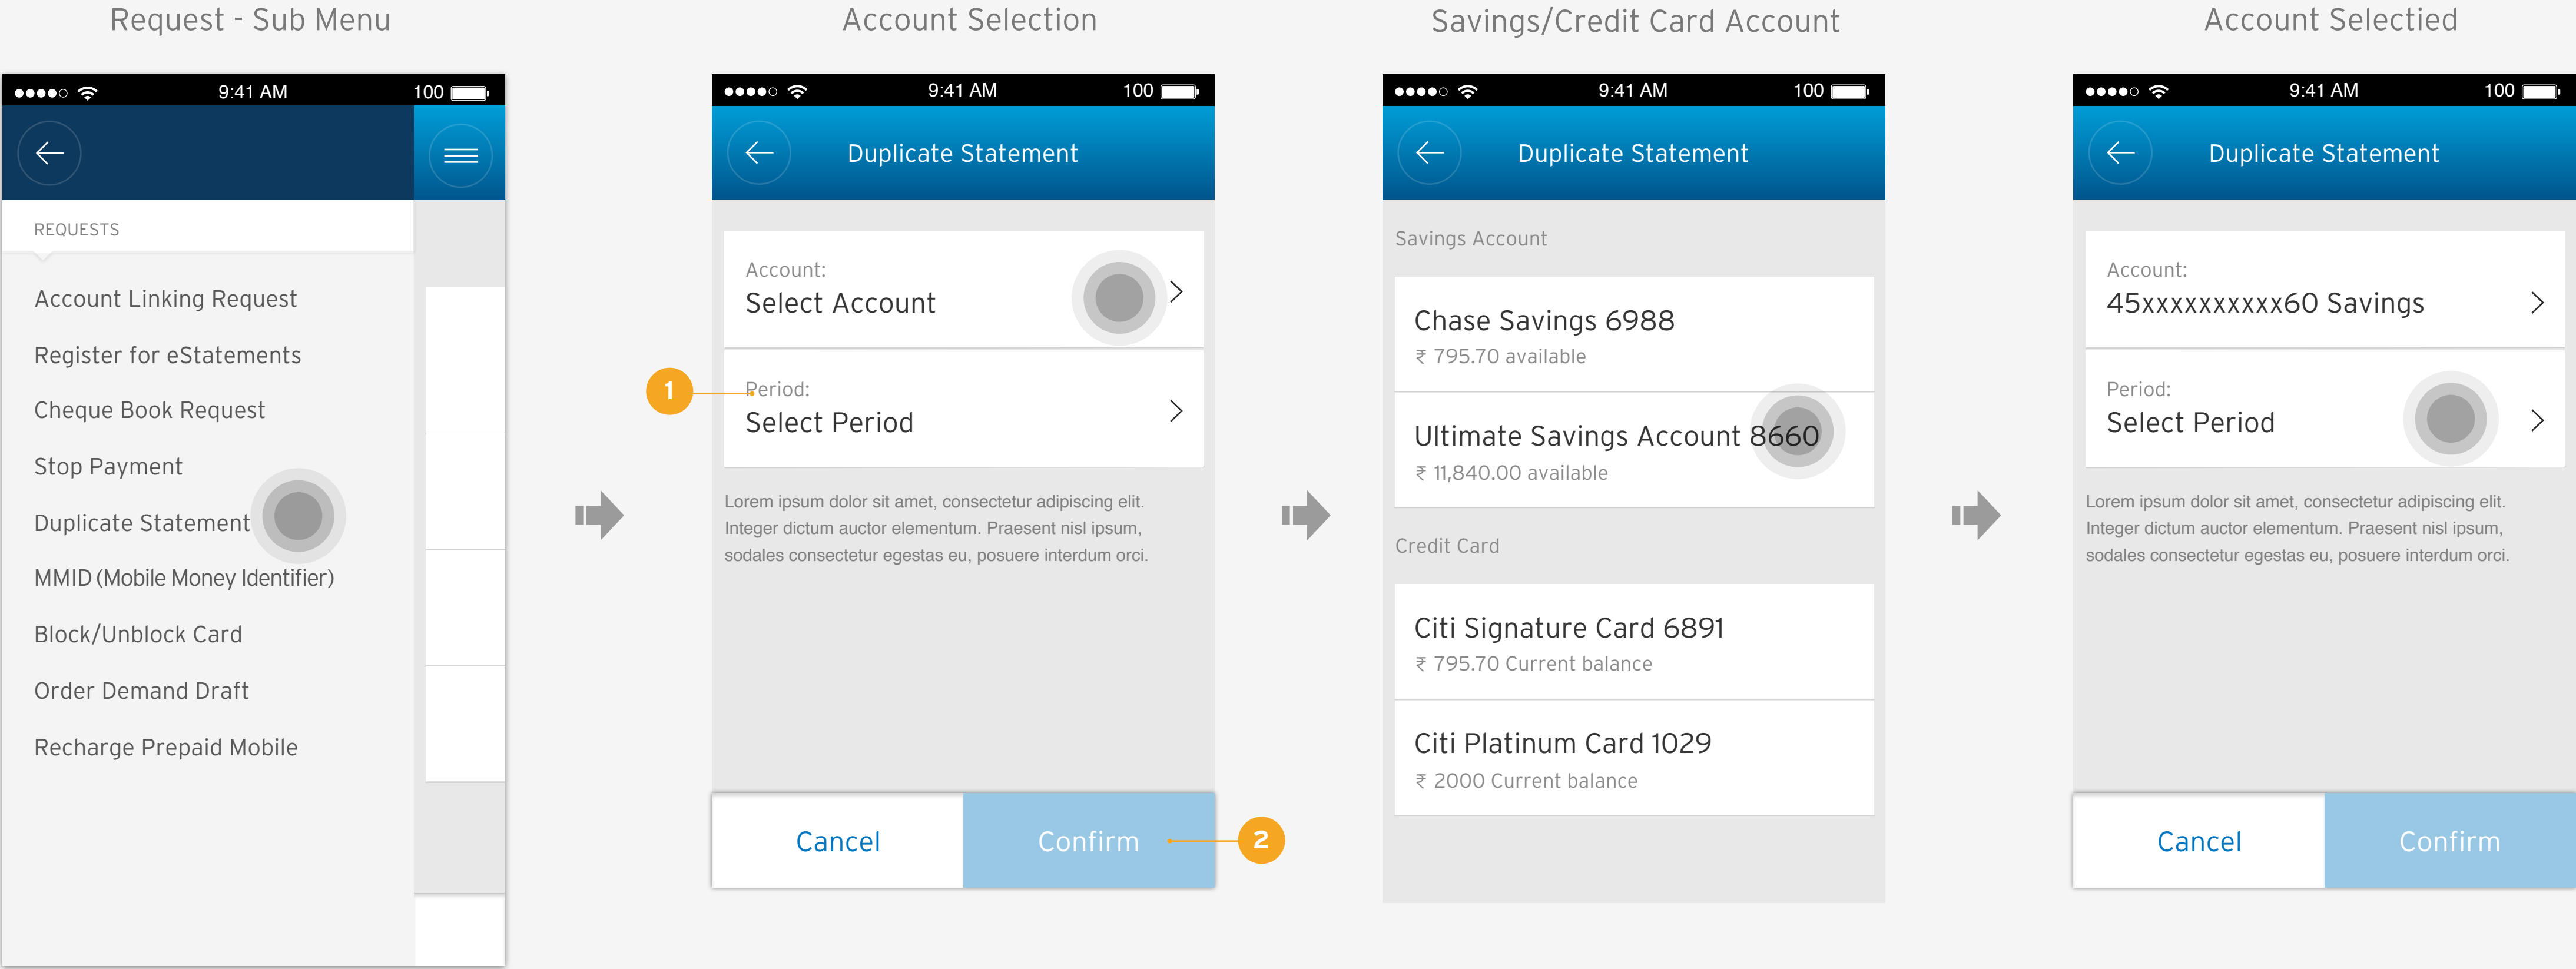 Request - Sub Menu
9:41 AM
100
REQUESTS
Account Linking Request
Register for eStatements
Cheque Book Request
Stop Payment
Duplicate Statement
MMID (Mobile Money Identifier)
Block/Unblock Card
Order Demand Draft
Recharge Prepaid Mobile
Account Selection
9:41 AM
100
Duplicate Statement
Account:
Select Account
1
Period:
Select Period
Lorem ipsum dolor sit amet, consectetur adipiscing elit.
Integer dictum auctor elementum. Praesent nisl ipsum,
sodales consectetur egestas eu, posuere interdum orci.
Cancel
Confirm
2
Savings/Credit Card Account
9:41 AM
100
Duplicate Statement
Savings Account
Chase Savings 6988
₹ 795.70 available
Ultimate Savings Account 8660
₹ 11,840.00 available
Credit Card
Citi Signature Card 6891
₹ 795.70 Current balance
Citi Platinum Card 1029
₹ 2000 Current balance
Account Selectied
9:41 AM
100
Duplicate Statement
Account:
45xxxxxxxxxx60 Savings
Period:
Select Period
Lorem ipsum dolor sit amet, consectetur adipiscing elit.
Integer dictum auctor elementum. Praesent nisl ipsum,
sodales consectetur egestas eu, posuere interdum orci.
Cancel
Confirm